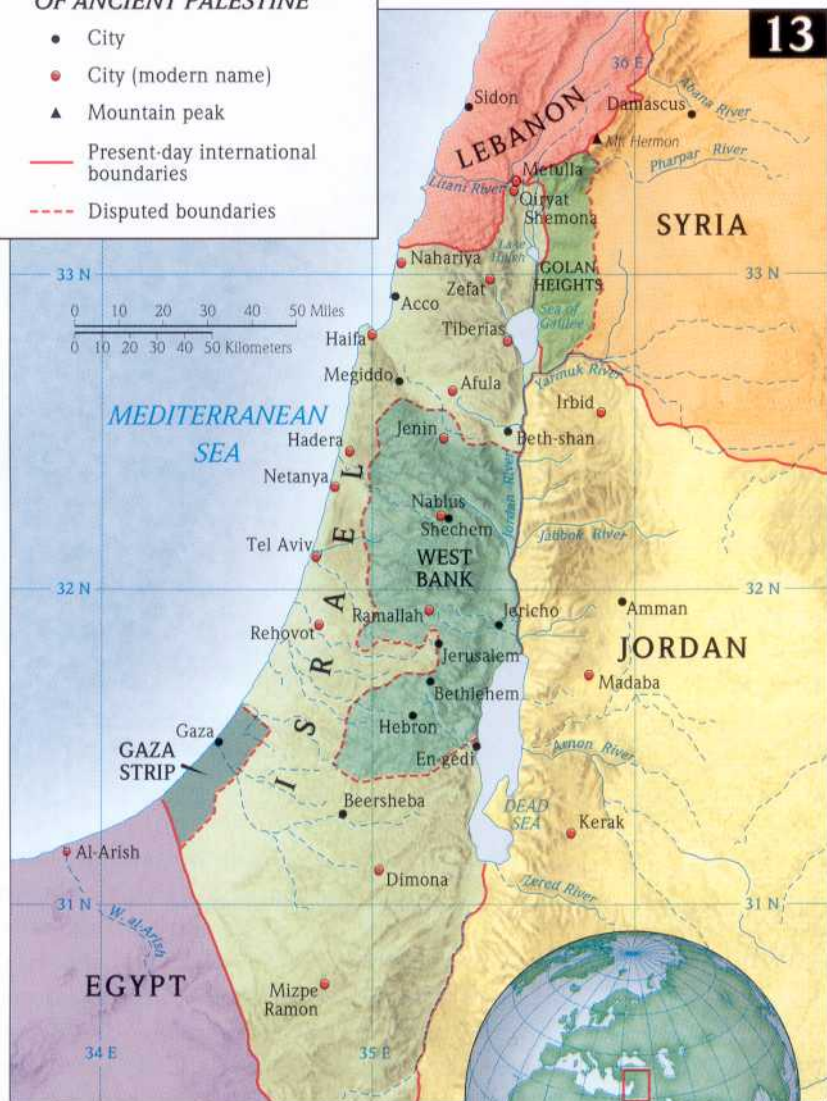 OF ANCIENT PALESTINE
City
City (modern name)
Mountain peak
Present-day international
boundaries
Disputed boundaries
13
36 E
Sidon
LEBANON
Damascus
Abana River
Mt. Hermon
Pharpar River
Metulla
Litani River
Qiryat
Shemona
SYRIA
Lake
Huleh
Nahariya
33 N
GOLAN
HEIGHTS
33 N
Zefat
Acco
0 10 20 30 40 50 Miles
0 10 20 30 40 50 Kilometers
Sea of
Galilee
Tiberias
Haifa
Megiddo
Afula
Yarmuk River
Irbid
MEDITERRANEAN
SEA
Hadera
Jenin
Beth-shan
Netanya
Jordan River
Nablus
Shechem
Tel Aviv
Jabbok River
WEST
BANK
32 N
32 N
Ramallah
Jericho
Amman
Rehovot
Jerusalem
JORDAN
Madaba
Bethlehem
ISRAEL
Hebron
Gaza
GAZA
STRIP
En-gedi
Arnon River
Beersheba
DEAD
SEA
Kerak
Al-Arish
Dimona
Zered River
31 N
31 N
W. al-Arish
EGYPT
Mizpe
Ramon
34 E
35 E